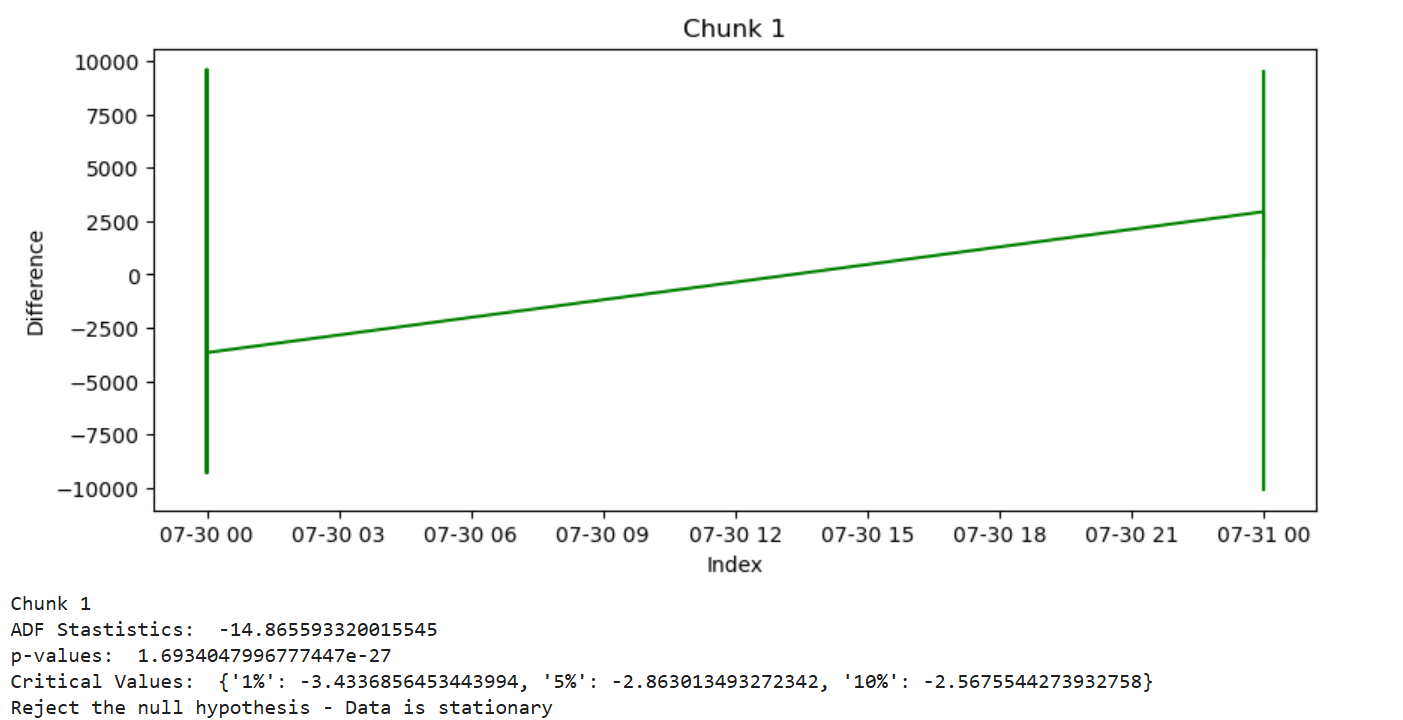 Chunk 1
10000
7500
5000
2500
0
−2500
−5000
−7500
−10000
Difference
07-30 00 07-30 03 07-30 06 07-30 09 07-30 12 07-30 15 07-30 18 07-30 21 07-31 00
Index
Chunk 1
ADF Stastistics:  -14.865593320015545
p-values:  1.6934047996777447e-27
Critical Values:  {'1%': -3.4336856453443994, '5%': -2.863013493272342, '10%': -2.5675544273932758}
Reject the null hypothesis - Data is stationary